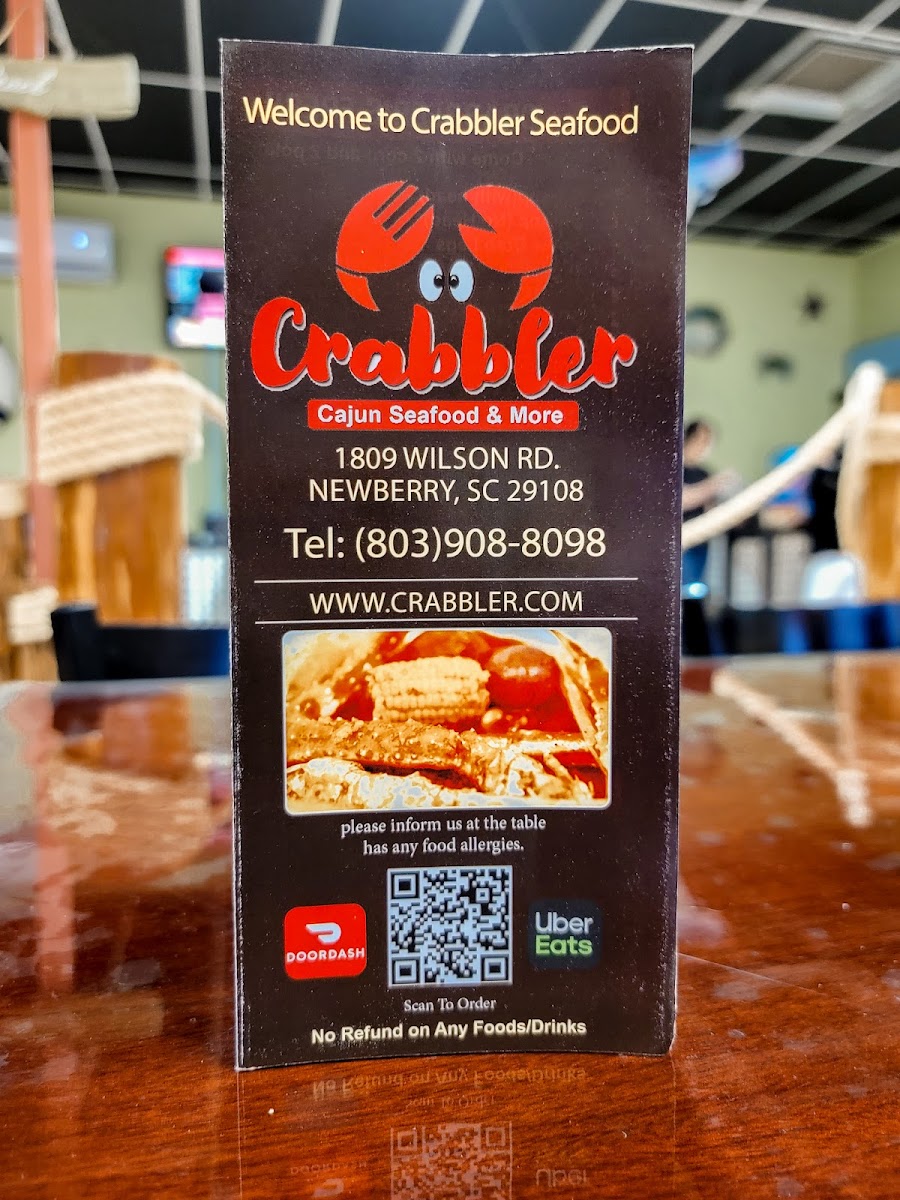 Welcome to Crabbler Seafood
Crabbler
Cajun Seafood & More
1809 WILSON RD.
NEWBERRY, SC 29108
Tel: (803)908-8098
WWW.CRABBLER.COM
please inform us at the table
has any food allergies.
DOORDASH
Uber
Eats
Scan To Order
No Refund on Any Foods/Drinks